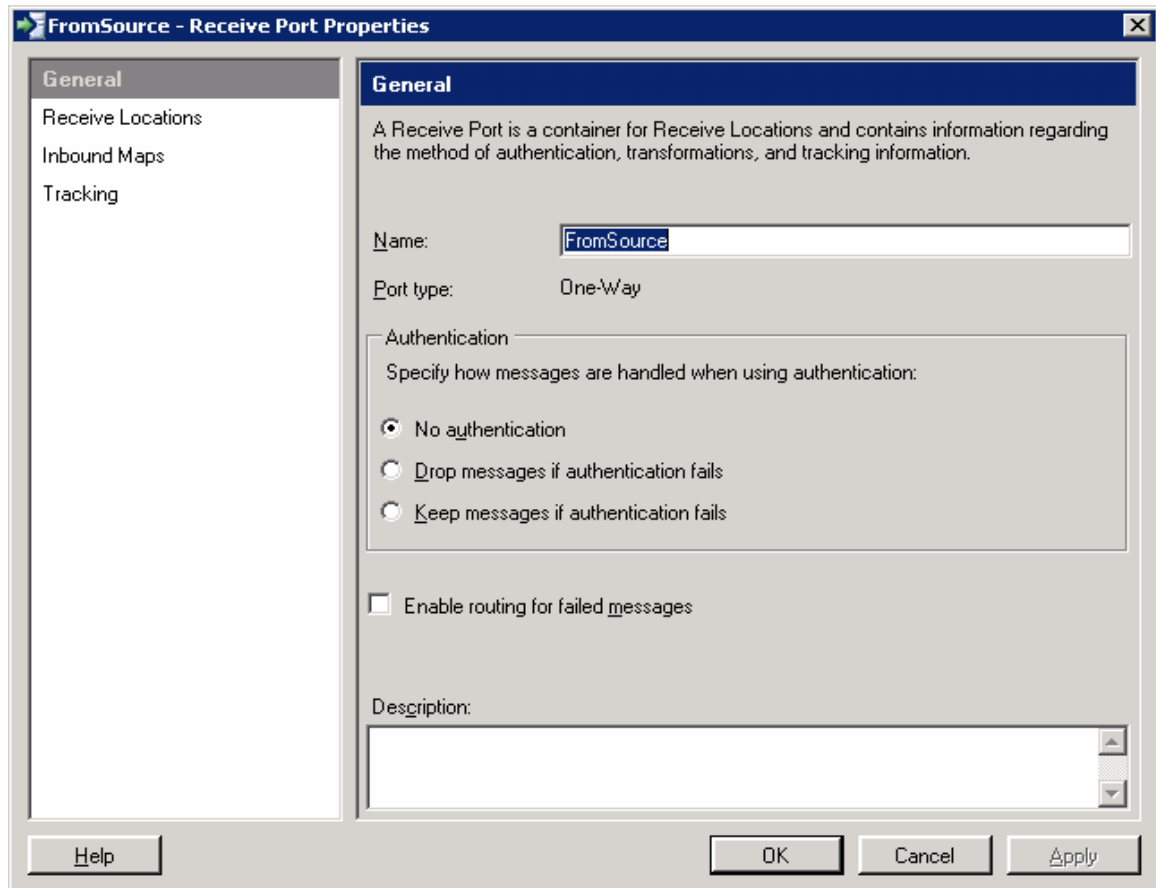 FromSource - Receive Port Properties
General
Receive Locations
Inbound Maps
Tracking
General
A Receive Port is a container for Receive Locations and contains information regarding
the method of authentication, transformations, and tracking information.
Name: FromSource
Port type: One-Way
Authentication
Specify how messages are handled when using authentication:
No authentication
Drop messages if authentication fails
Keep messages if authentication fails
Enable routing for failed messages
Description:
Help OK Cancel Apply